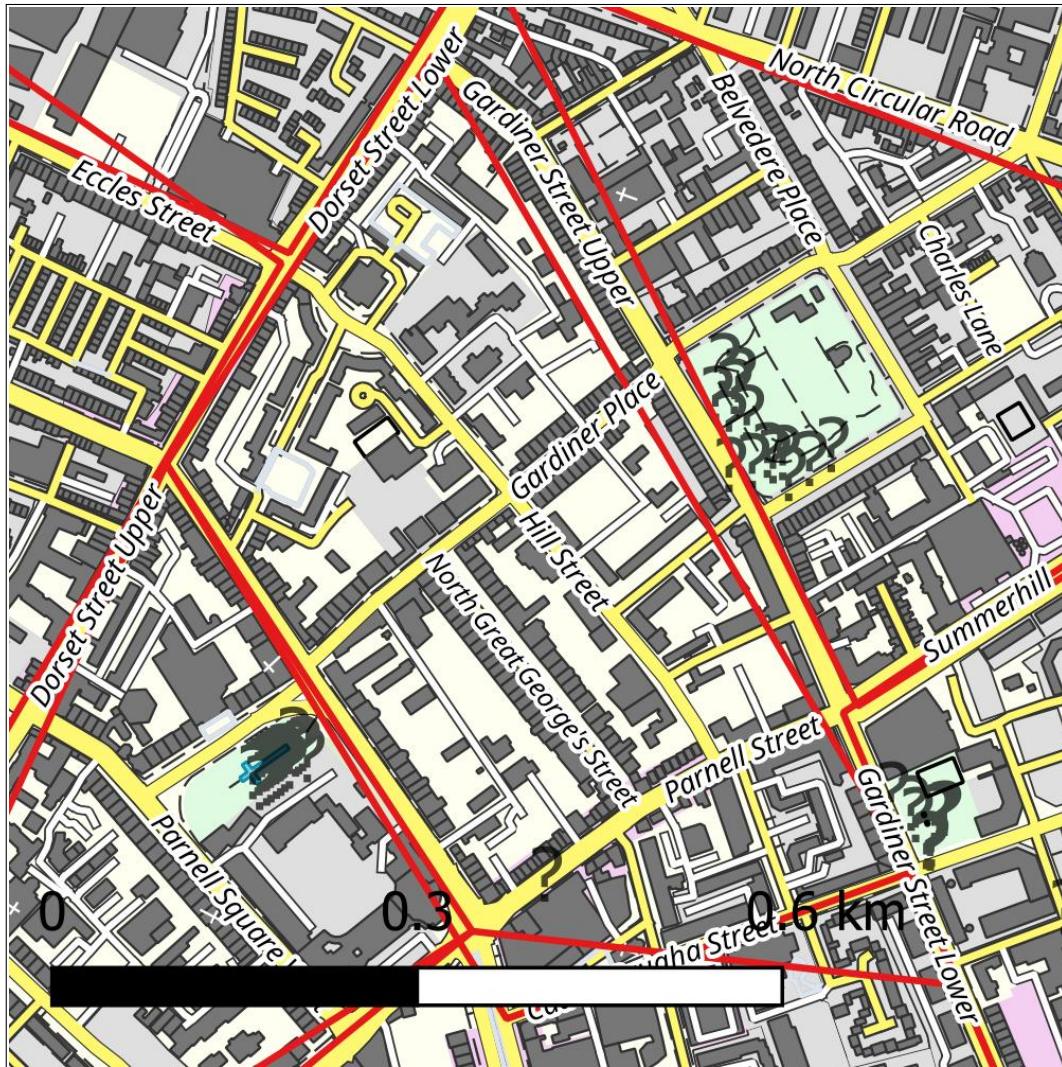 North Circular Road
Dorset Street Lower
Gardiner Street Upper
Belvedere Place
Eccles Street
Charles Lane
Gardiner Place
Hill Street
Dorset Street Upper
North Great George's Street
Summerhill
Parnell Street
Parnell Square
Gardiner Street Lower
Street
0 0.3 0.6 km
?